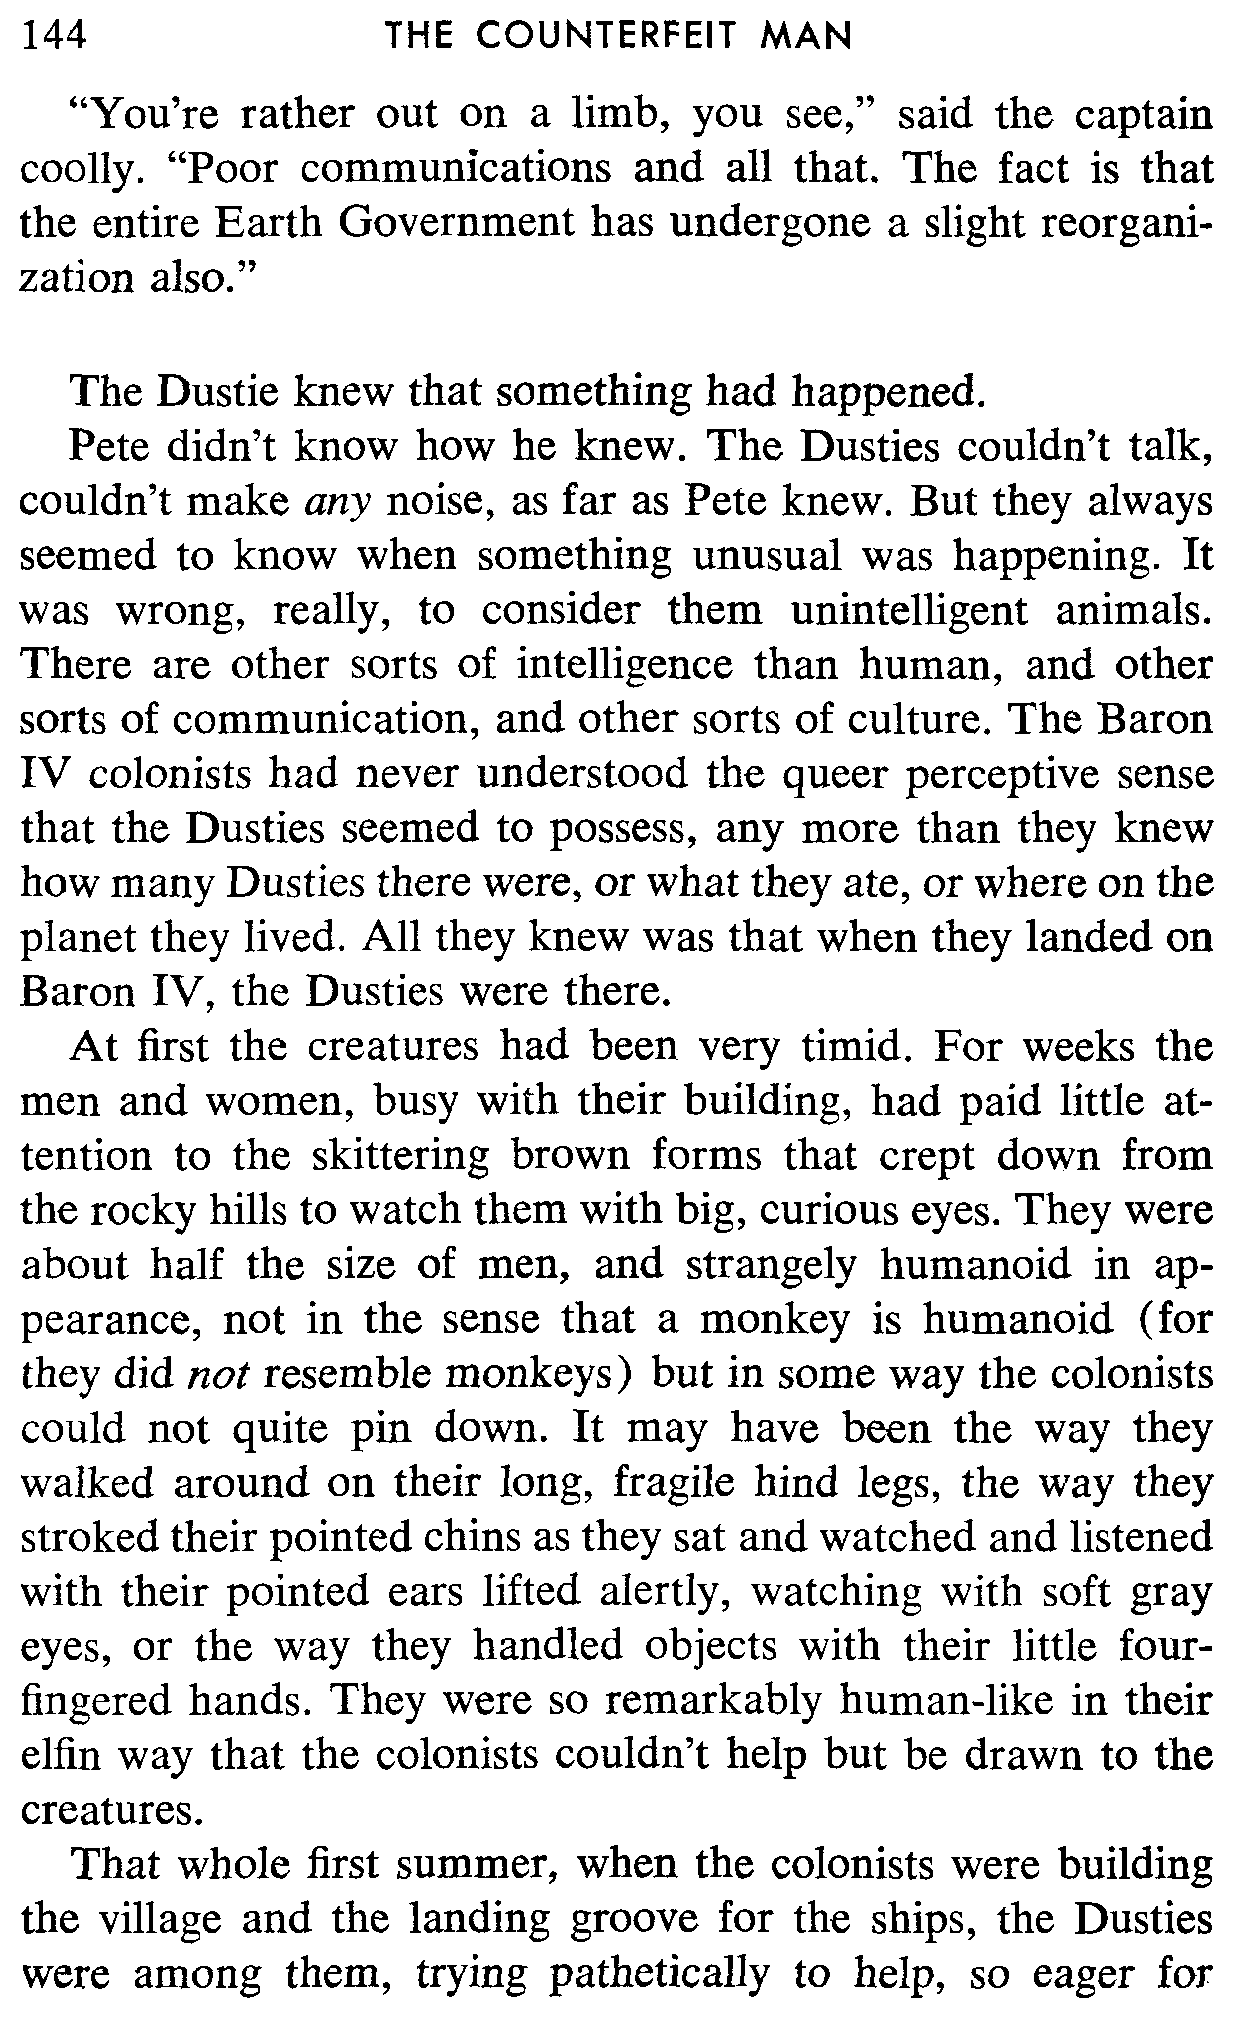 144 THE COUNTERFEIT MAN
“You’re rather out on a limb, you see,” said the captain
coolly. “Poor communications and all that. The fact is that
the entire Earth Government has undergone a slight reorgani-
zation also.”
The Dustie knew that something had happened.
Pete didn’t know how he knew. The Dusties couldn’t talk,
couldn’t make any noise, as far as Pete knew. But they always
seemed to know when something unusual was happening. It
was wrong, really, to consider them unintelligent animals.
There are other sorts of intelligence than human, and other
sorts of communication, and other sorts of culture. The Baron
IV colonists had never understood the queer perceptive sense
that the Dusties seemed to possess, any more than they knew
how many Dusties there were, or what they ate, or where on the
planet they lived. All they knew was that when they landed on
Baron IV, the Dusties were there.
At first the creatures had been very timid. For weeks the
men and women, busy with their building, had paid little at-
tention to the skittering brown forms that crept down from
the rocky hills to watch them with big, curious eyes. They were
about half the size of men, and strangely humanoid in ap-
pearance, not in the sense that a monkey is humanoid (for
they did not resemble monkeys) but in some way the colonists
could not quite pin down. It may have been the way they
walked around on their long, fragile hind legs, the way they
stroked their pointed chins as they sat and watched and listened
with their pointed ears lifted alertly, watching with soft gray
eyes, or the way they handled objects with their little four-
fingered hands. They were so remarkably human-like in their
elfin way that the colonists couldn’t help but be drawn to the
creatures.
That whole first summer, when the colonists were building
the village and the landing groove for the ships, the Dusties
were among them, trying pathetically to help, so eager for